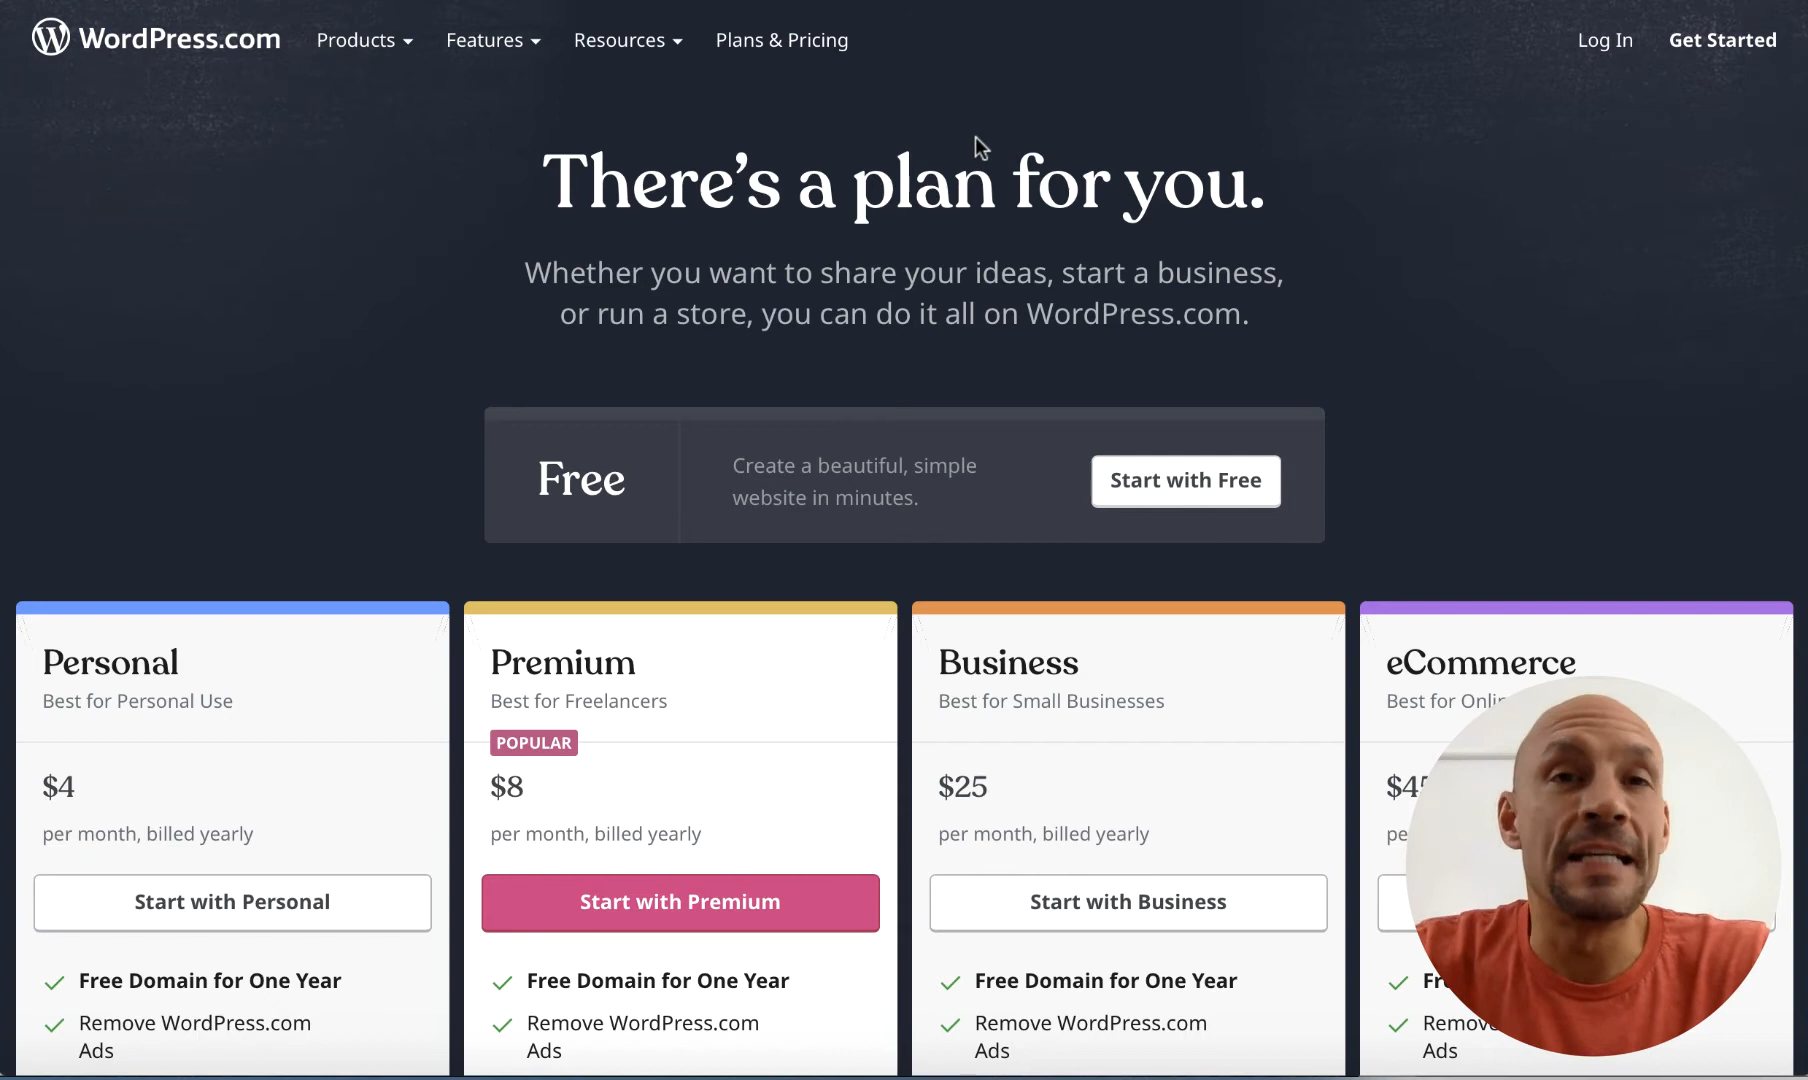 WordPress.com
Products
Features
Resources
Plans & Pricing
Log In
Get Started
There's a plan for you.
Whether you want to share your ideas, start a business,
or run a store, you can do it all on WordPress.com.
Free
Create a beautiful, simple
website in minutes.
Start with Free
Personal
Best for Personal Use
$4
per month, billed yearly
Start with Personal
Free Domain for One Year
Remove WordPress.com
Ads
Premium
Best for Freelancers
POPULAR
$8
per month, billed yearly
Start with Premium
Free Domain for One Year
Remove WordPress.com
Ads
Business
Best for Small Businesses
$25
per month, billed yearly
Start with Business
Free Domain for One Year
Remove WordPress.com
Ads
eCommerce
Best for
Ads